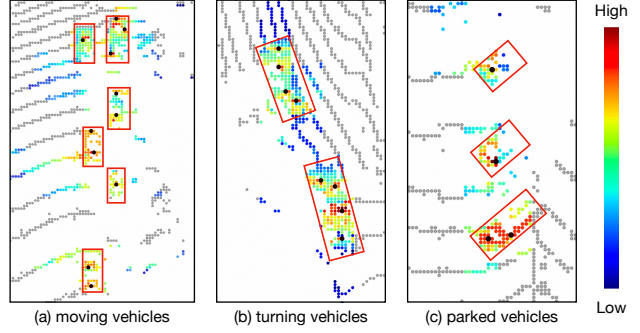 High
Low
(a) moving vehicles
(b) turning vehicles
(c) parked vehicles